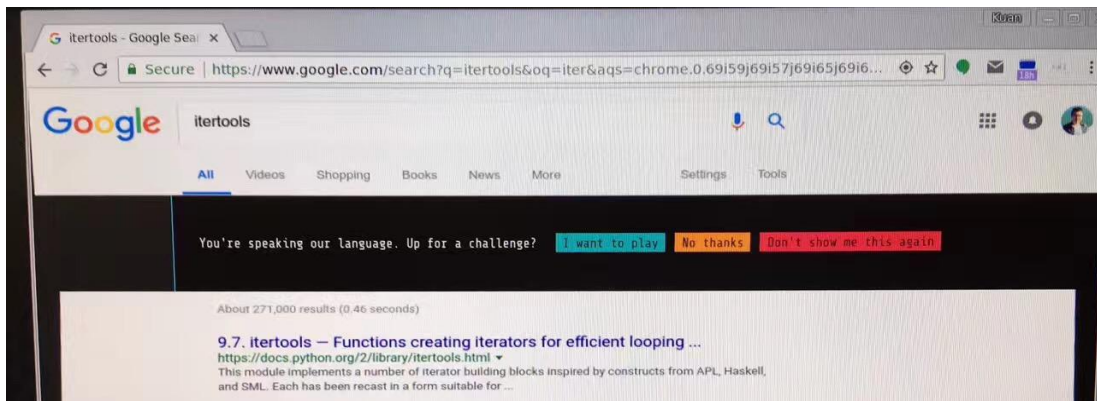 Kuan
itertools - Google Sear
Secure | https://www.google.com/search?q=itertools&oq=iter&aqs=chrome.0.69i59j69i57j69i65j69i6...
18h
Google itertools
All Videos Shopping Books News More Settings Tools
You're speaking our language. Up for a challenge? I want to play No thanks Don't show me this again
About 271,000 results (0.46 seconds)
9.7. itertools — Functions creating iterators for efficient looping ...
https://docs.python.org/2/library/itertools.html
This module implements a number of iterator building blocks inspired by constructs from APL, Haskell,
and SML. Each has been recast in a form suitable for ...